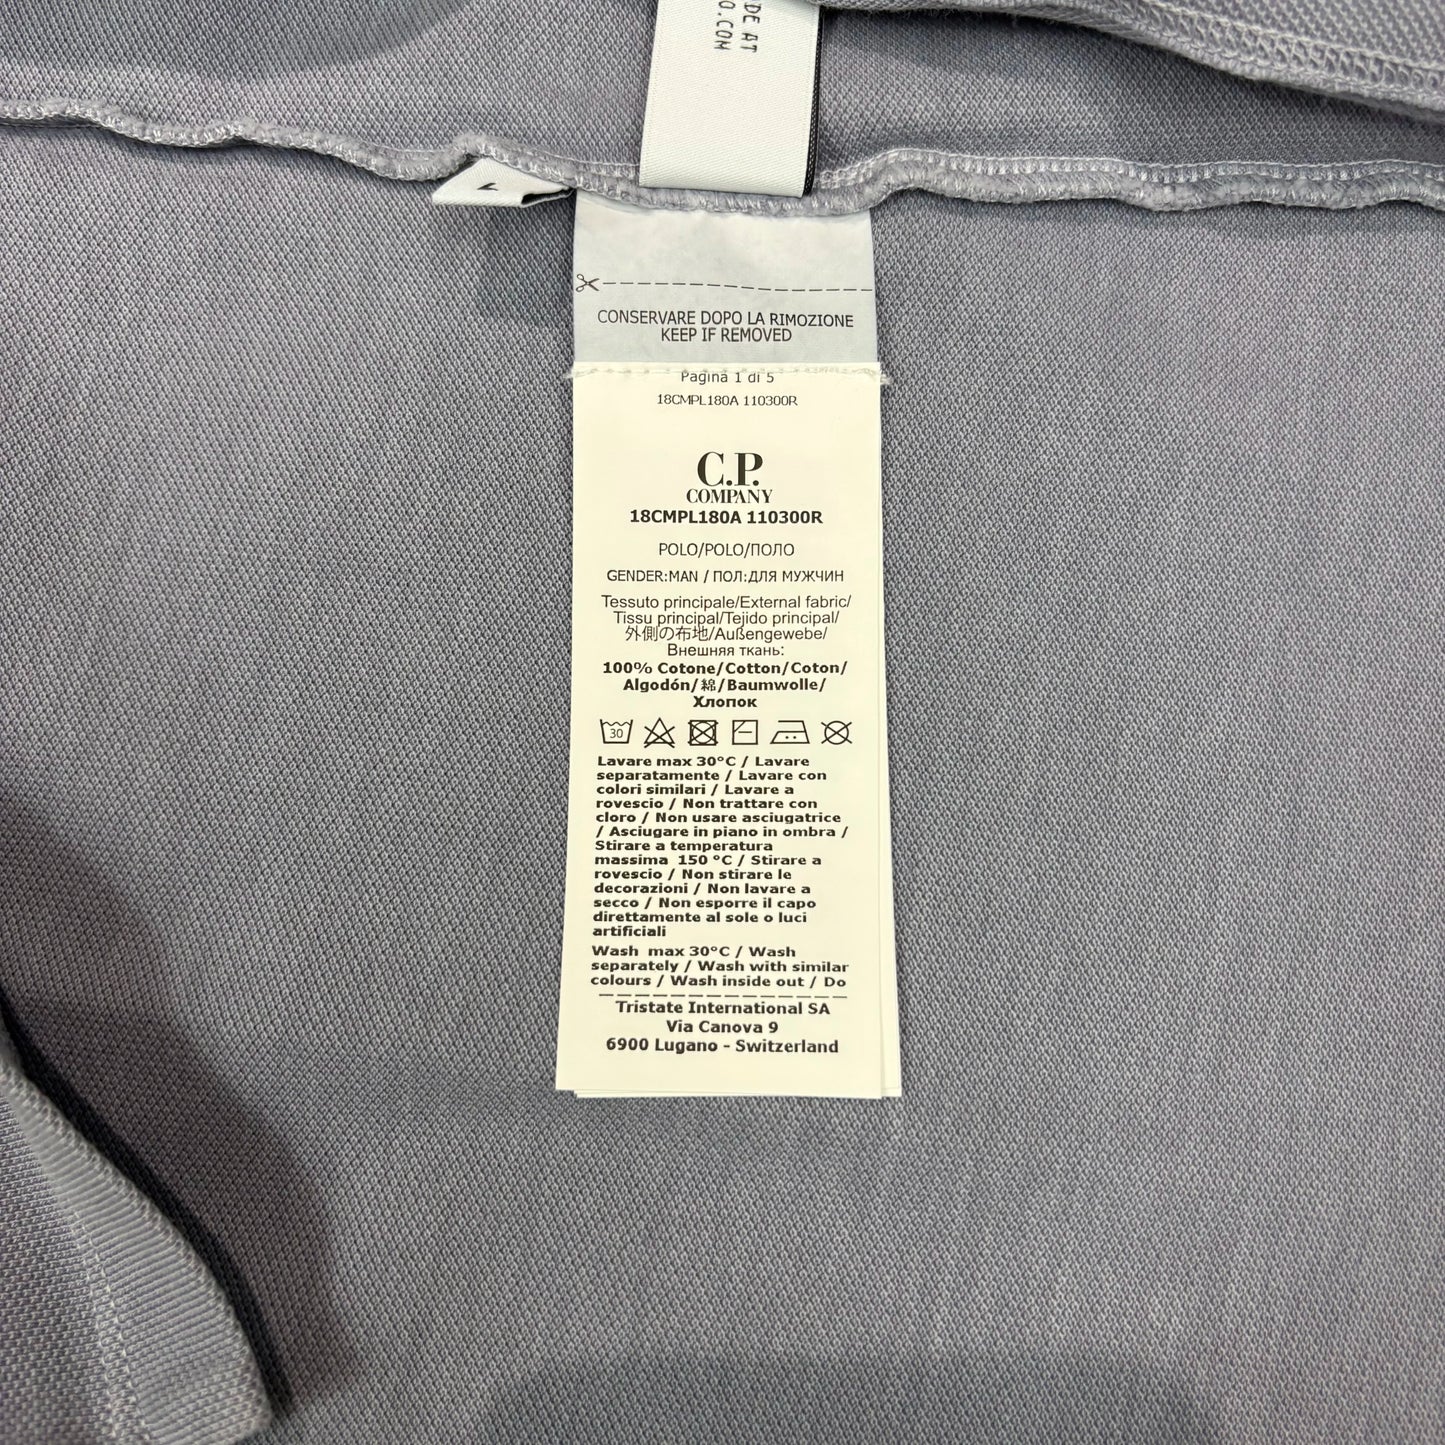 DE AT
O.COM
CONSERVARE DOPO LA RIMOZIONE
KEEP IF REMOVED
Pagina 1 di 5
18CMPL180A 110300R
C.P.
COMPANY
18CMPL180A 110300R
POLO/POLO/ПОЛО
GENDER:MAN / ПОЛ:ДЛЯ МУЖЧИН
Tessuto principale/External fabric/
Tissu principal/Tejido principal/
外側の布地/Außengewebe/
Внешняя ткань:
100% Cotone/Cotton/Coton/
Algodón/綿/Baumwolle/
Хлопок
30
Lavare max 30°C / Lavare
separatamente / Lavare con
colori similari / Lavare a
rovescio / Non trattare con
cloro / Non usare asciugatrice
/ Asciugare in piano in ombra /
Stirare a temperatura
massima 150 °C / Stirare a
rovescio / Non stirare le
decorazioni / Non lavare a
secco / Non esporre il capo
direttamente al sole o luci
artificiali
Wash max 30°C / Wash
separately / Wash with similar
colours / Wash inside out / Do
Tristate International SA
Via Canova 9
6900 Lugano - Switzerland